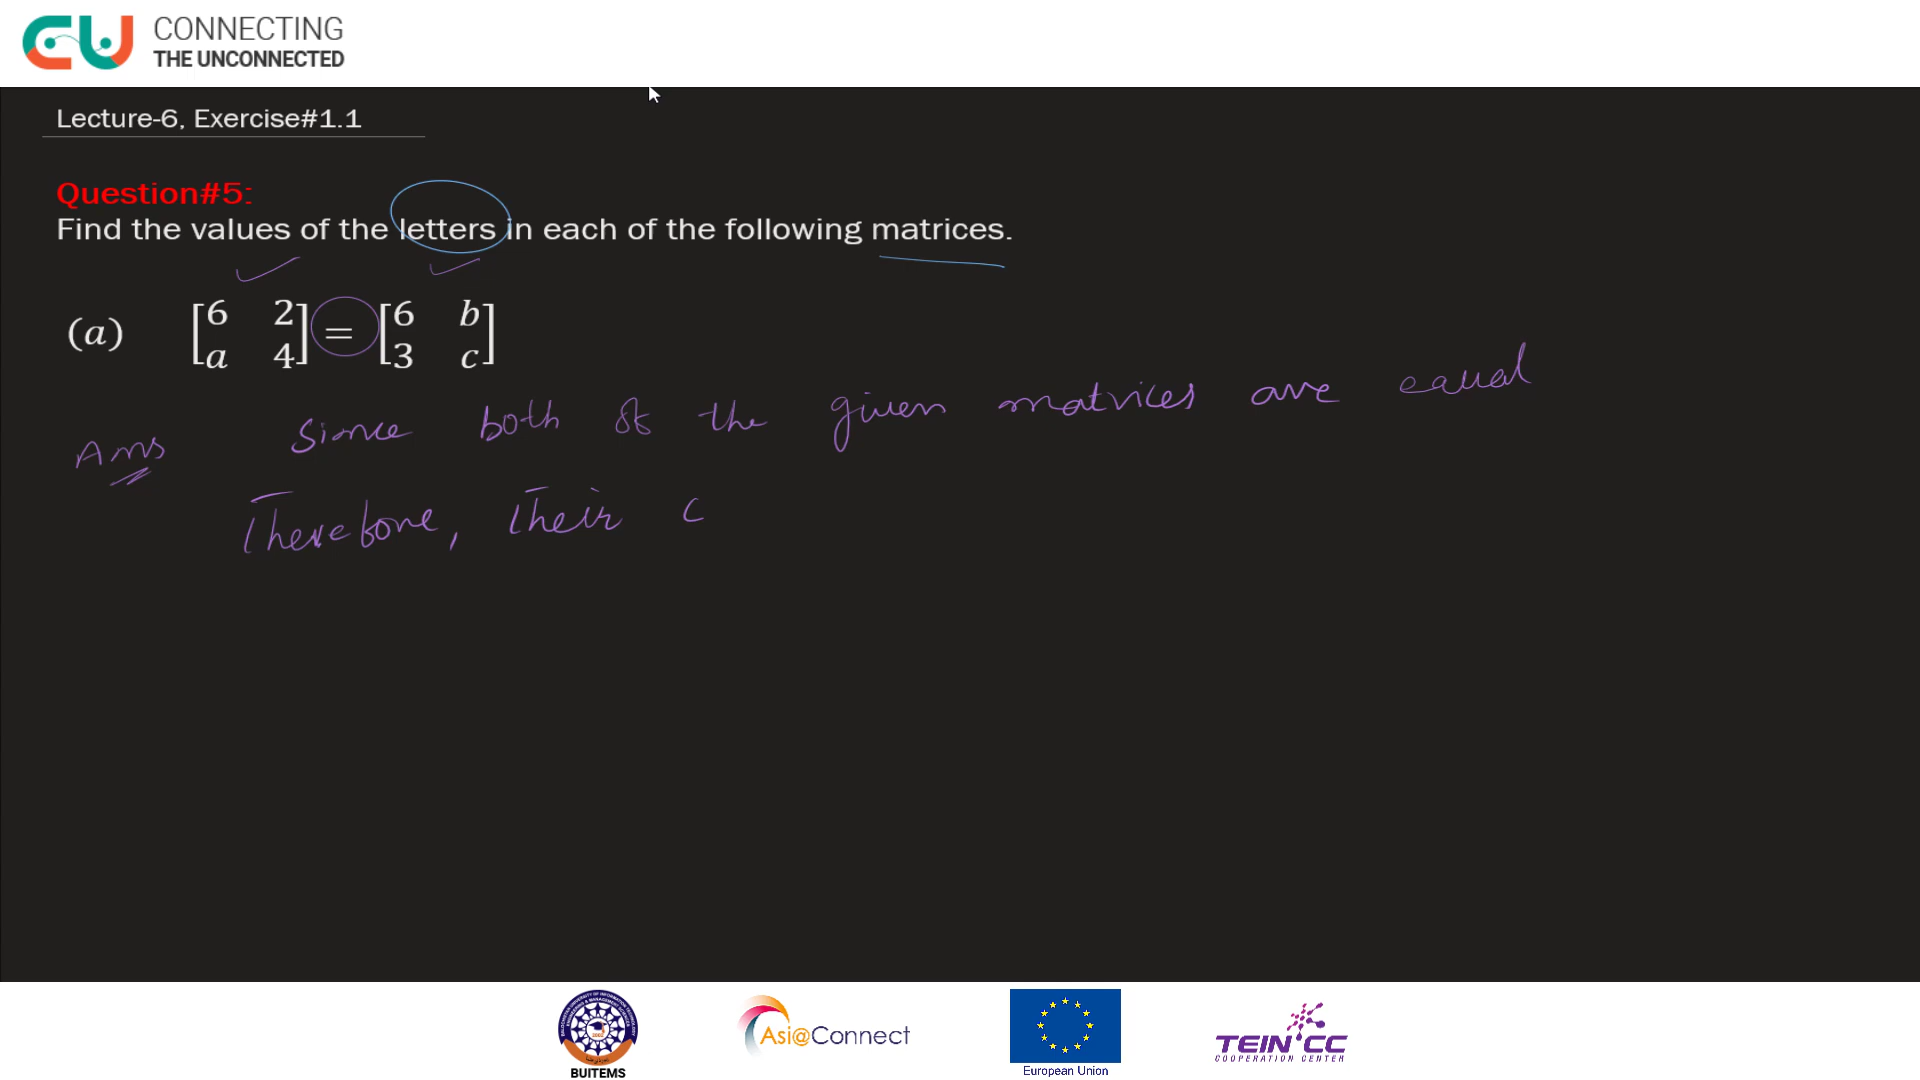 CONNECTING
THE UNCONNECTED
Lecture-6, Exercise#1.1
Question#5:
Find the values of the letters in each of the following matrices.
(a) [6 2 a 4] = [6 b 3 c]
Ans Since both of the given matrices are equal
Therefore, their c
BUITEMS
Asi@Connect
European Union
TEIN*CC
COOPERATION CENTER